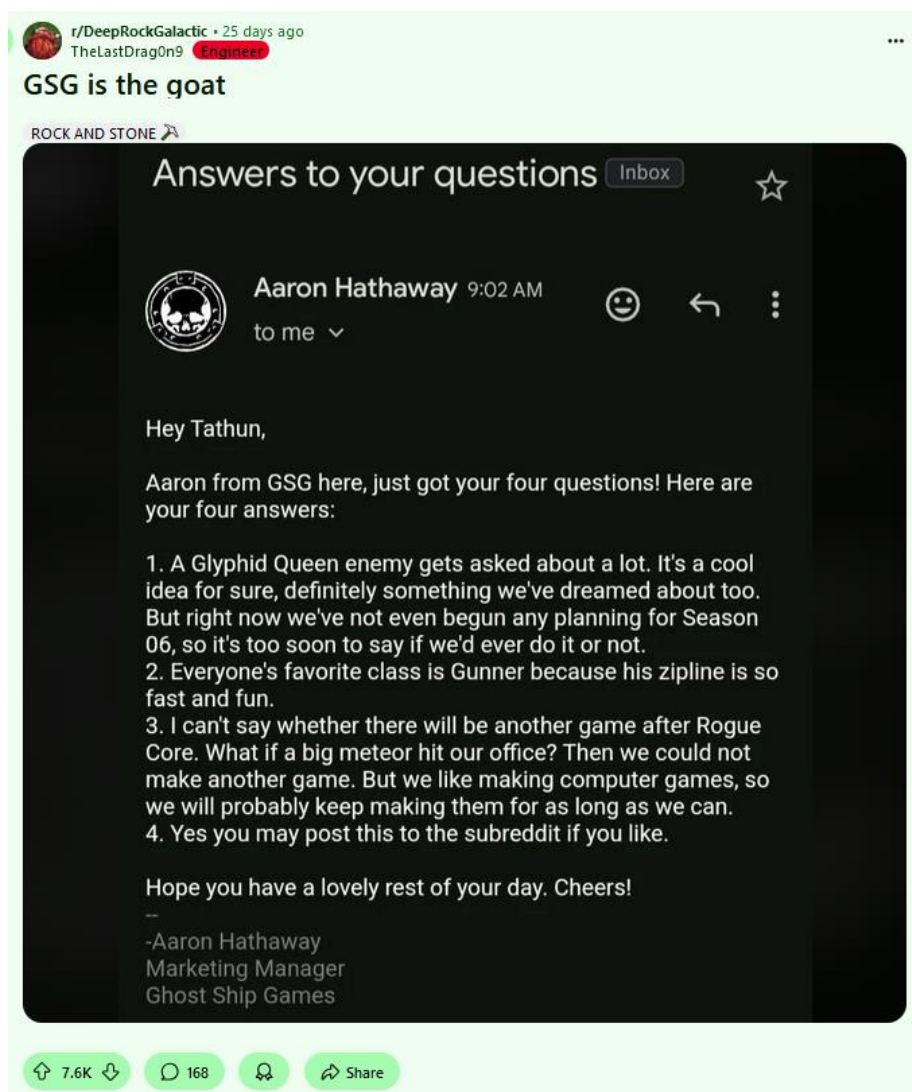 r/DeepRockGalactic • 25 days ago
TheLastDrag0n9 Engineer
GSG is the goat
ROCK AND STONE
Answers to your questions Inbox
Aaron Hathaway 9:02 AM
to me
Hey Tathun,
Aaron from GSG here, just got your four questions! Here are
your four answers:
1. A Glyphid Queen enemy gets asked about a lot. It's a cool
idea for sure, definitely something we've dreamed about too.
But right now we've not even begun any planning for Season
06, so it's too soon to say if we'd ever do it or not.
2. Everyone's favorite class is Gunner because his zipline is so
fast and fun.
3. I can't say whether there will be another game after Rogue
Core. What if a big meteor hit our office? Then we could not
make another game. But we like making computer games, so
we will probably keep making them for as long as we can.
4. Yes you may post this to the subreddit if you like.
Hope you have a lovely rest of your day. Cheers!
--
-Aaron Hathaway
Marketing Manager
Ghost Ship Games
7.6K 168 Share